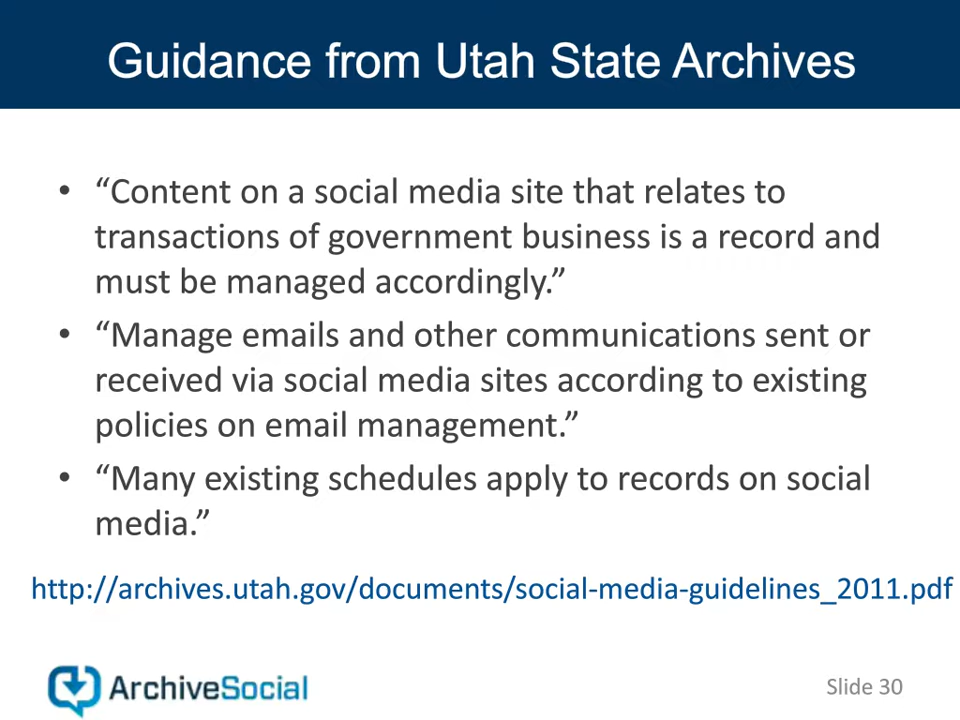 Guidance from Utah State Archives
• “Content on a social media site that relates to
transactions of government business is a record and
must be managed accordingly.”
• “Manage emails and other communications sent or
received via social media sites according to existing
policies on email management.”
• “Many existing schedules apply to records on social
media.”
http://archives.utah.gov/documents/social-media-guidelines_2011.pdf
ArchiveSocial
Slide 30